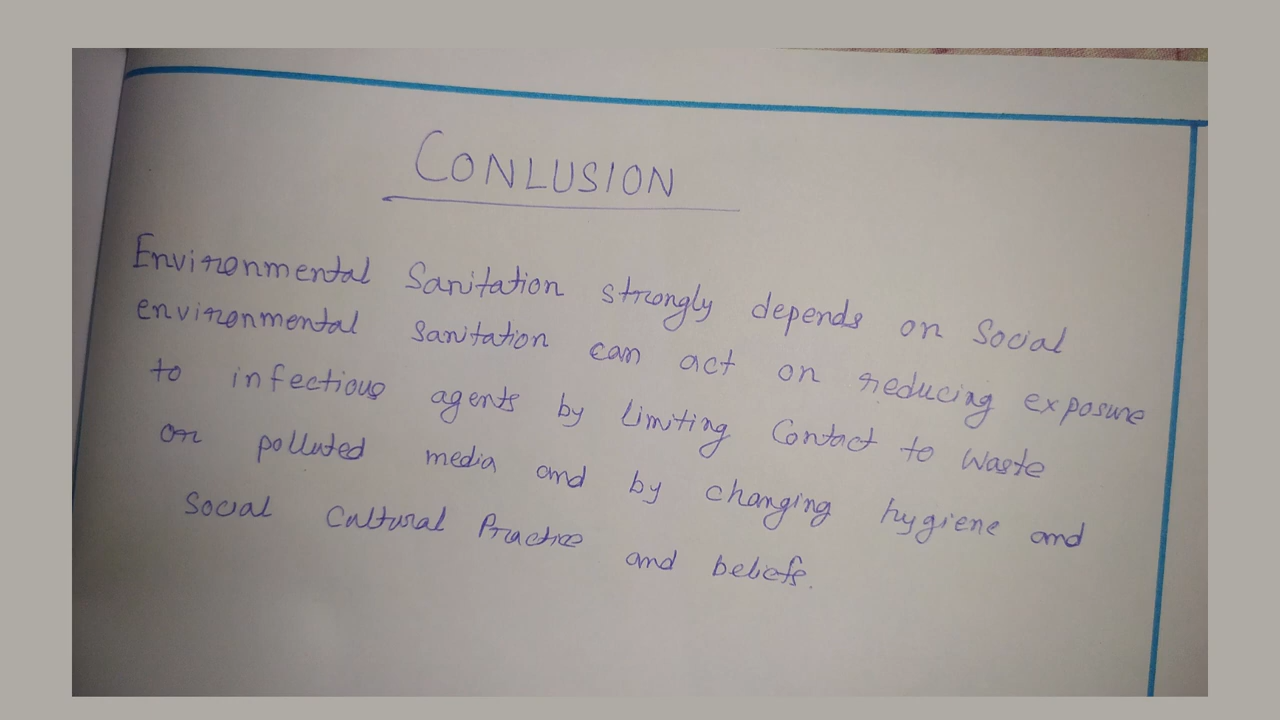 CONLUSION
Environmental Sanitation strongly depends on Social
environmental sanitation can act on reducing exposure
to infectious agents by limiting Contact to waste
or polluted media and by changing hygiene and
Social Cultural Practice and beliefs.